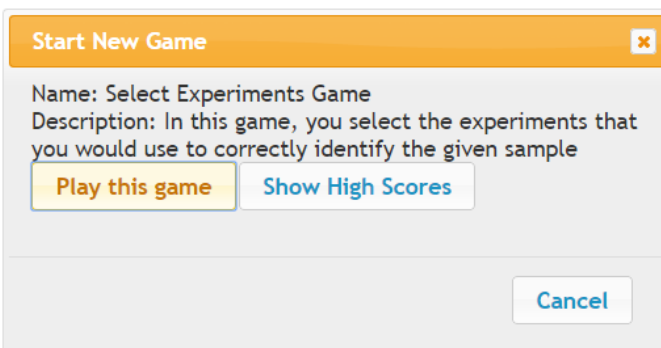 Start New Game
Name: Select Experiments Game
Description: In this game, you select the experiments that
you would use to correctly identify the given sample
Play this game Show High Scores
Cancel